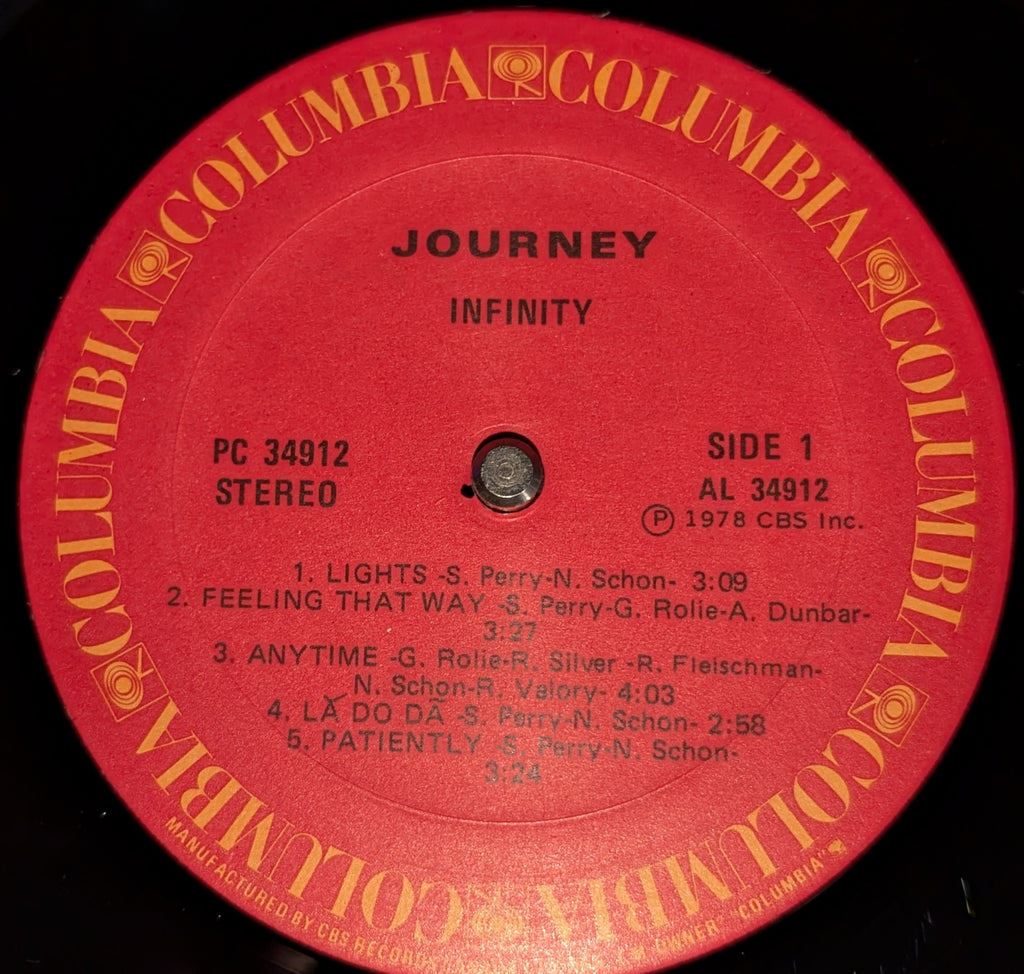 COLUMBIA COLUMBIA COLUMBIA COLUMBIA COLUMBIA COLUMBIA
JOURNEY
INFINITY
PC 34912
STEREO
SIDE 1
AL 34912
Ⓟ 1978 CBS Inc.
1. LIGHTS -S. Perry-N. Schon- 3:09
2. FEELING THAT WAY -S. Perry-G. Rolie-A. Dunbar-
3:27
3. ANYTIME -G. Rolie-R. Silver -R. Fleischman-
N. Schon-R. Valory- 4:03
4. LĂ DO DÃ -S. Perry-N. Schon- 2:58
5. PATIENTLY -S. Perry-N. Schon-
3:24
COLUMBIA COLUMBIA
MANUFACTURED BY CBS RECORDS OWNER "COLUMBIA"